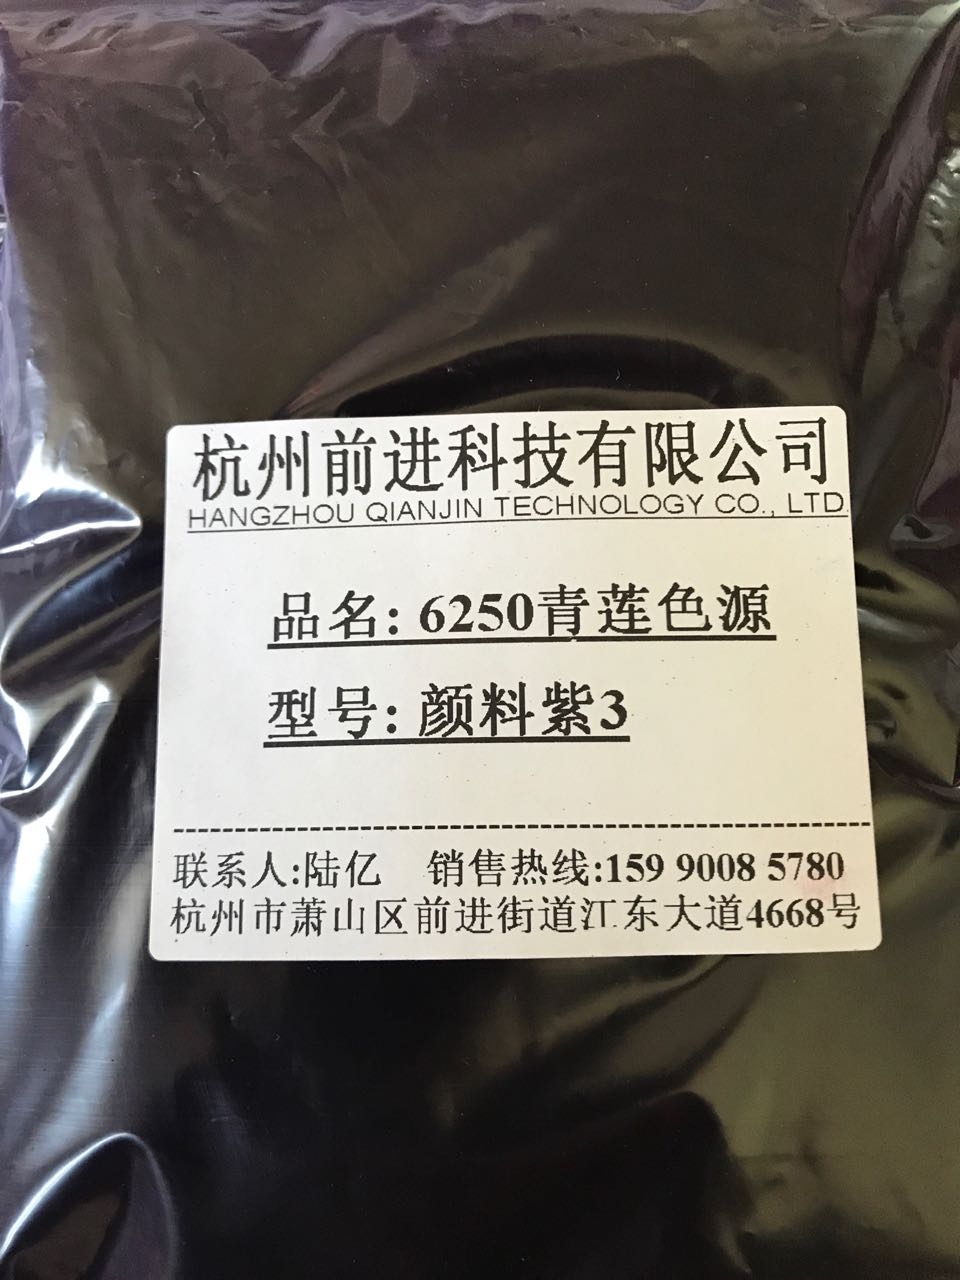 杭州前进科技有限公司
HANGZHOU QIANJIN TECHNOLOGY CO., LTD
品名: 6250青莲色源
型号: 颜料紫3
联系人:陆亿 销售热线:159 9008 5780
杭州市萧山区前进街道江东大道4668号